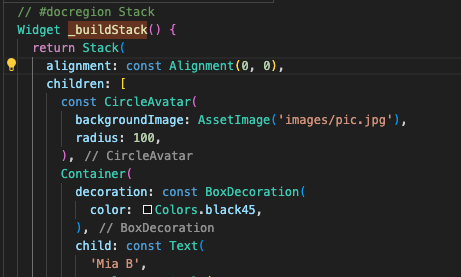 // #docregion Stack
Widget _buildStack() {
return Stack(
alignment: const Alignment(0, 0),
children: [
const CircleAvatar(
backgroundImage: AssetImage('images/pic.jpg'),
radius: 100,
), // CircleAvatar
Container(
decoration: const BoxDecoration(
color: Colors.black45,
), // BoxDecoration
child: const Text(
'Mia B',